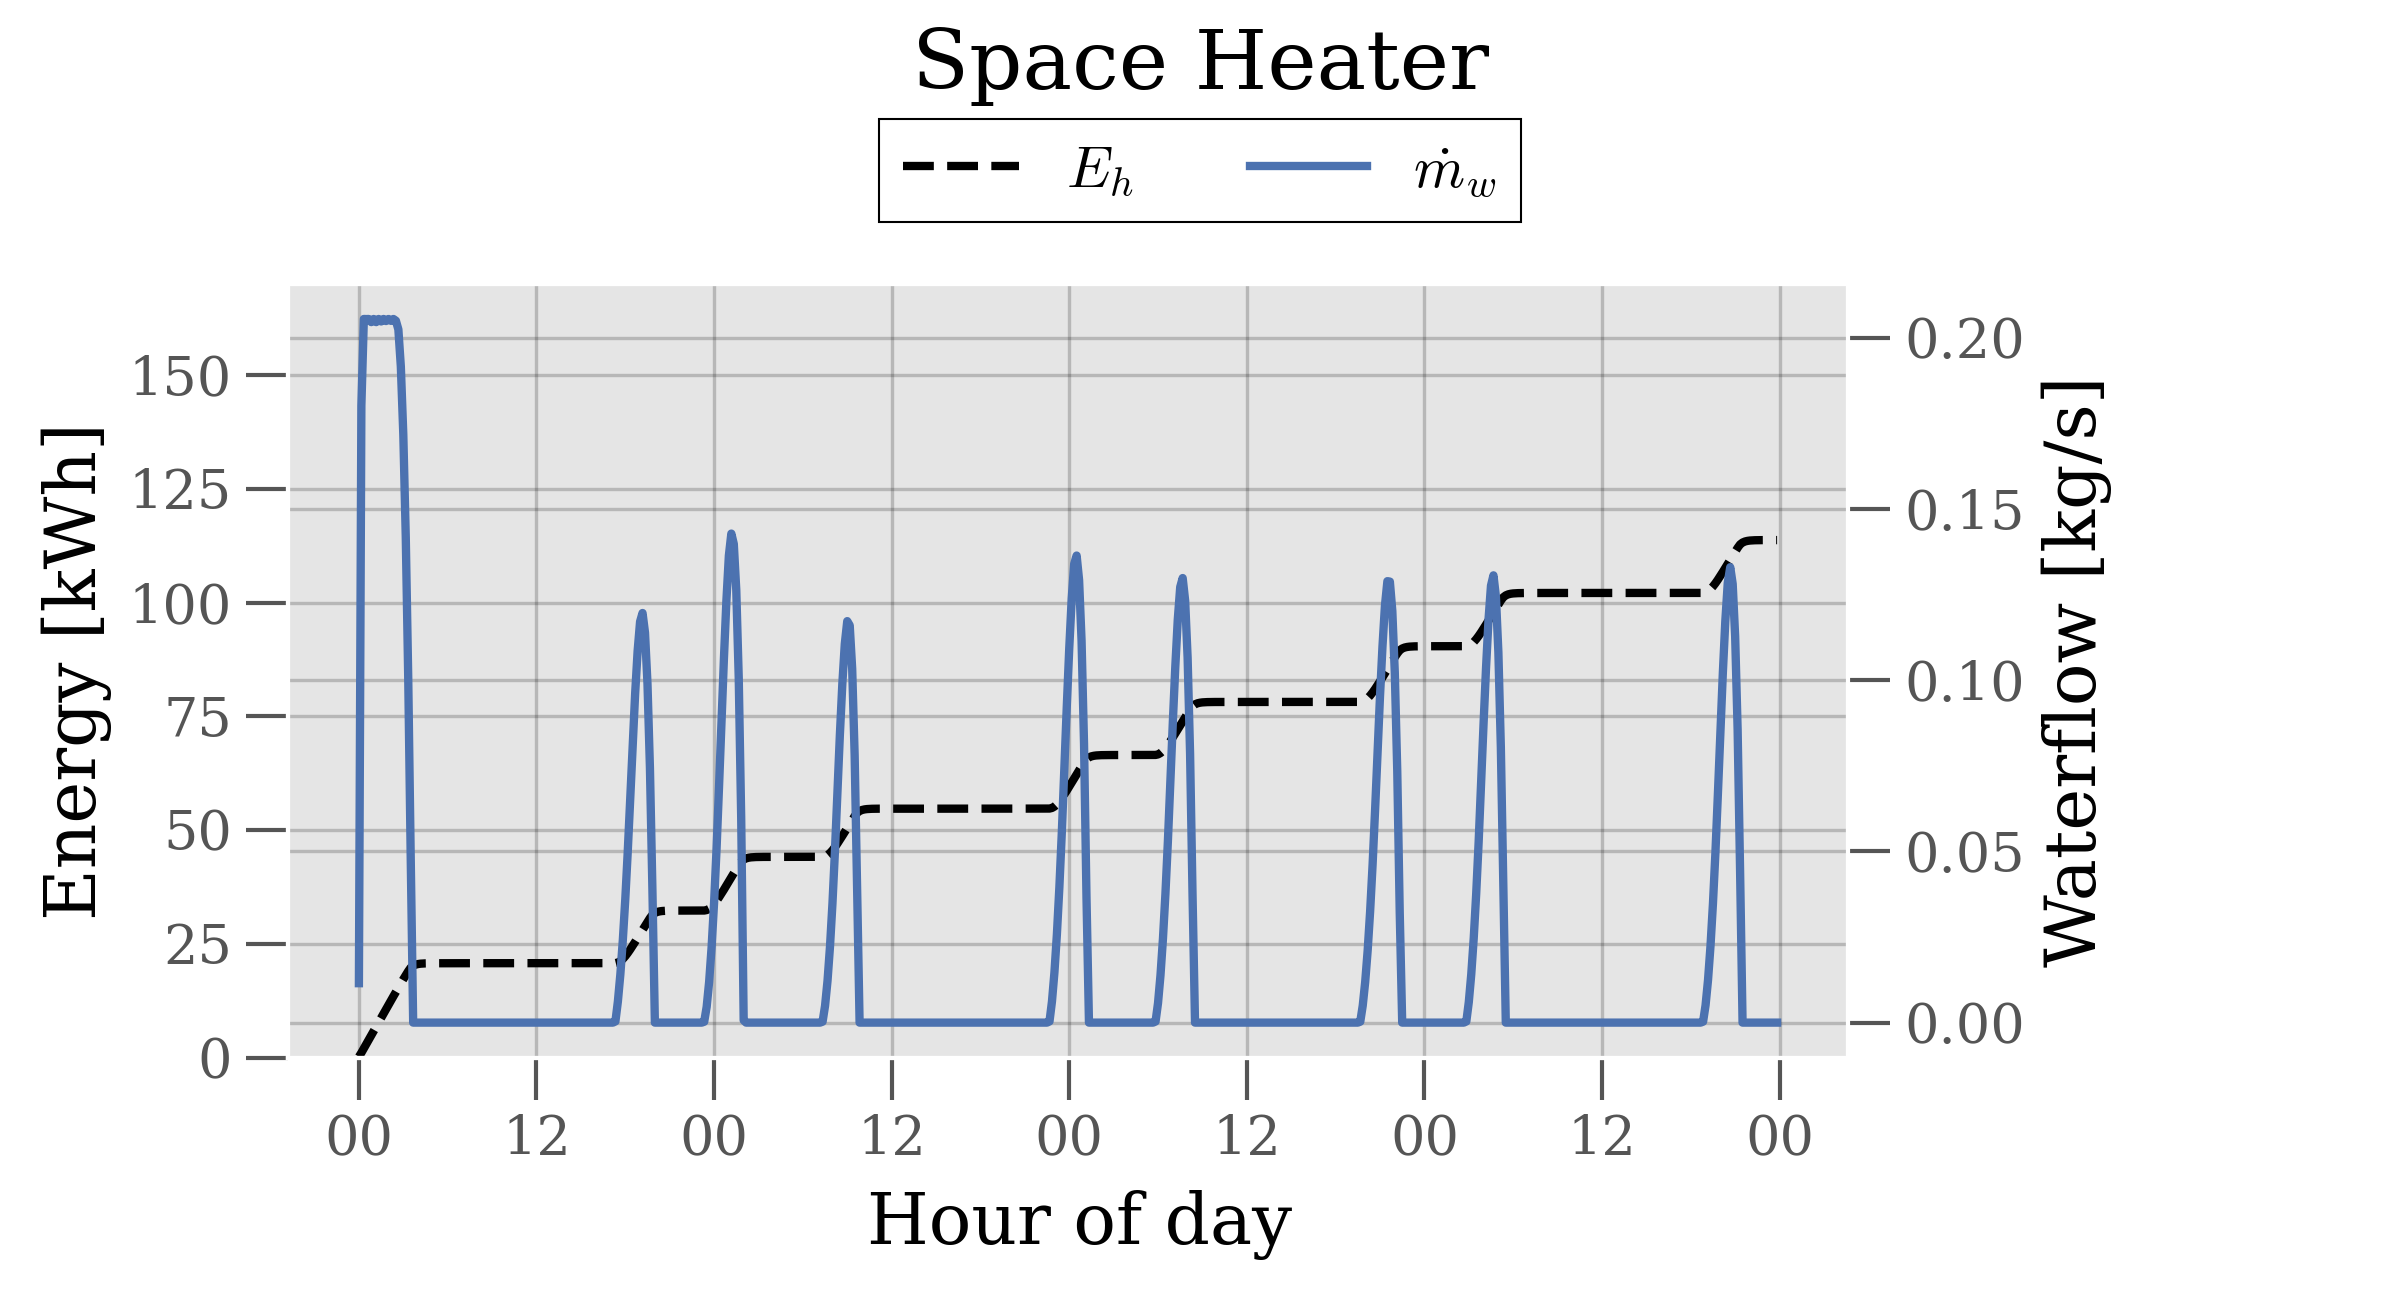 Space Heater
E_h ṁ_w
Energy [kWh]
150
125
100
75
50
25
0
0.20
0.15
0.10
0.05
0.00
Waterflow [kg/s]
00 12 00 12 00 12 00 12 00
Hour of day